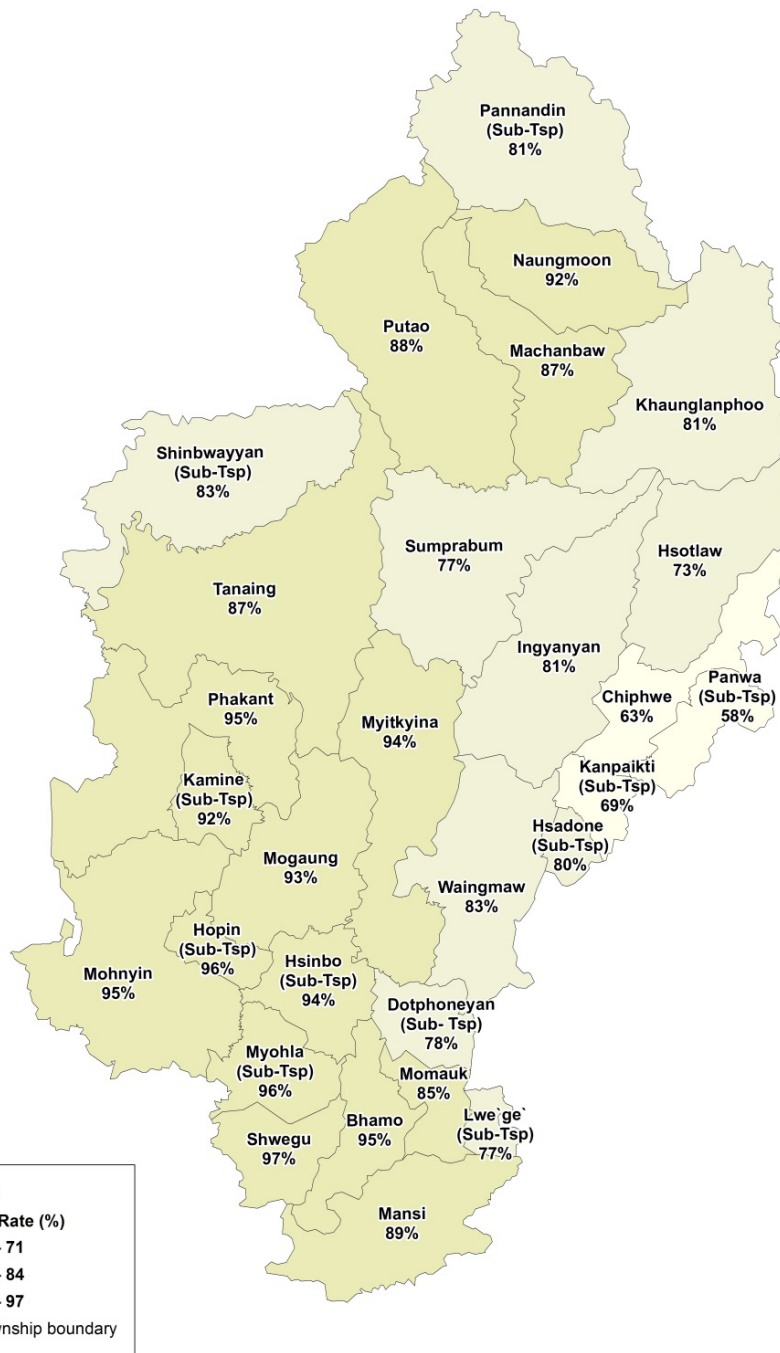 Pannandin
(Sub-Tsp)
81%
Naungmoon
92%
Putao
88%
Machanbaw
87%
Khaunglanphoo
81%
Shinbwayyan
(Sub-Tsp)
83%
Sumprabum
77%
Hsotlaw
73%
Tanaing
87%
Ingyanyan
81%
Phakant
95%
Myitkyina
94%
Chiphwe
63%
Panwa
(Sub-Tsp)
58%
Kamine
(Sub-Tsp)
92%
Kanpaikti
(Sub-Tsp)
69%
Hsadone
(Sub-Tsp)
80%
Mogaung
93%
Waingmaw
83%
Hopin
(Sub-Tsp)
96%
Mohnyin
95%
Hsinbo
(Sub-Tsp)
94%
Dotphoneyan
(Sub- Tsp)
78%
Myohla
(Sub-Tsp)
96%
Momauk
85%
Lwe`ge`
(Sub-Tsp)
77%
Bhamo
95%
Shwegu
97%
Mansi
89%
Rate (%)
- 71
- 84
- 97
boundary